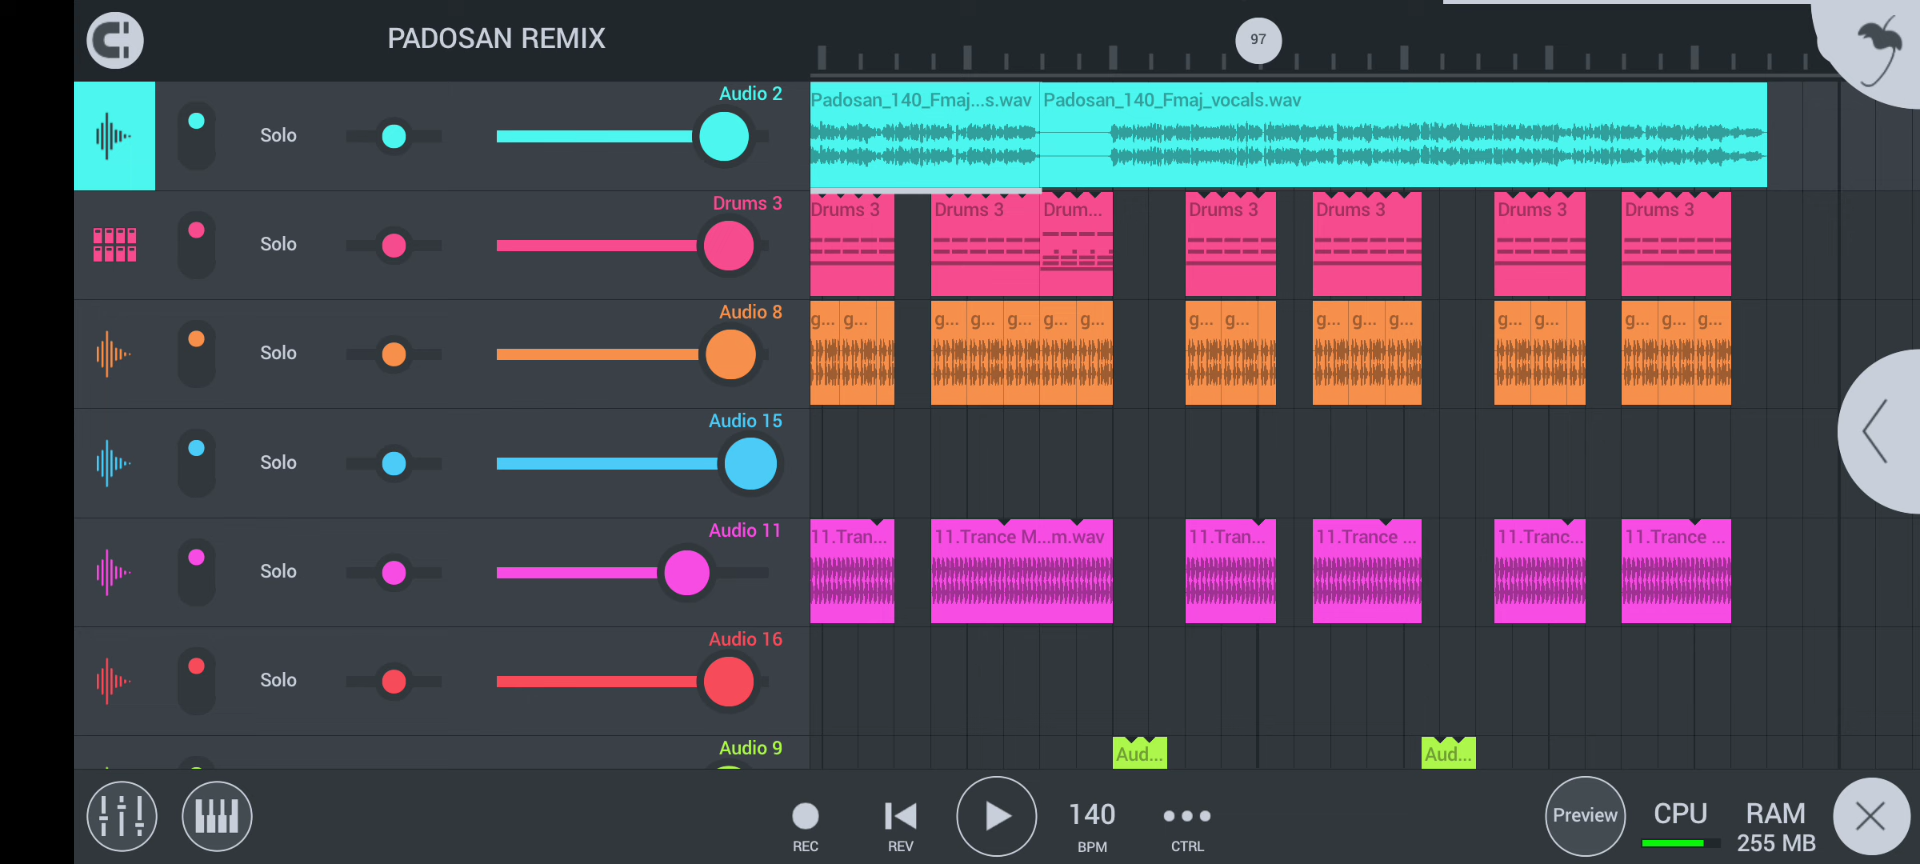 PADOSAN REMIX
97
Audio 2
Solo
Padosan_140_Fmaj...s.wav
Padosan_140_Fmaj_vocals.wav
Drums 3
Solo
Drums 3
Drums 3
Drum...
Drums 3
Drums 3
Drums 3
Drums 3
Audio 8
Solo
g... g...
g... g... g... g... g...
g... g...
g... g... g...
g... g...
g... g... g...
Audio 15
Solo
Audio 11
Solo
11.Tran...
11.Trance M...m.wav
11.Tran...
11.Trance ...
11.Tranc...
11.Trance ...
Audio 16
Solo
Audio 9
Aud...
Aud...
REC
REV
140
BPM
CTRL
Preview
CPU
RAM
255 MB